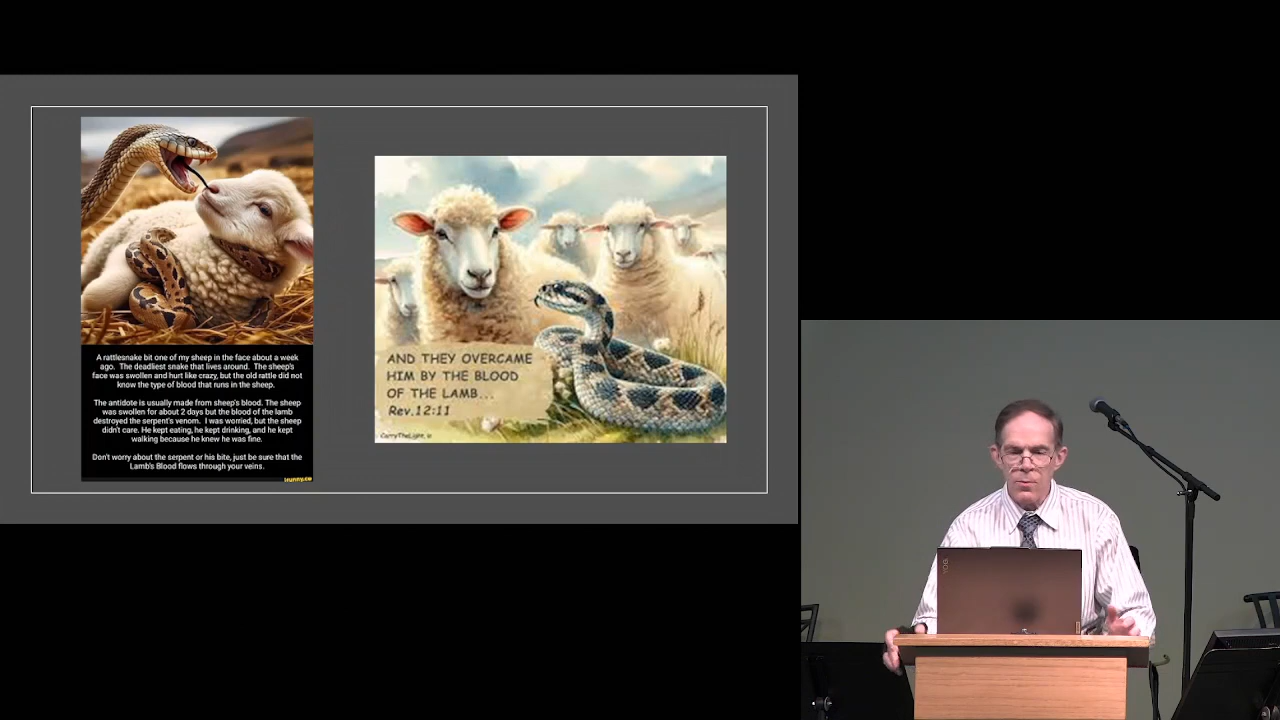 A rattlesnake bit one of my sheep in the face about a week
ago. The deadliest snake that lives around. The sheep's
face was swollen and hurt like crazy, but the old rattle did not
know the type of blood that runs in the sheep.
The antidote is usually made from sheep's blood. The sheep
was swollen for about 2 days but the blood of the lamb
destroyed the serpent's venom. I was worried, but the sheep
didn't care. He kept eating, he kept drinking, and he kept
walking because he knew he was fine.
Don't worry about the serpent or his bite, just be sure that the
Lamb's Blood flows through your veins.
ifunny.co
AND THEY OVERCAME
HIM BY THE BLOOD
OF THE LAMB...
Rev.12:11
YOGA